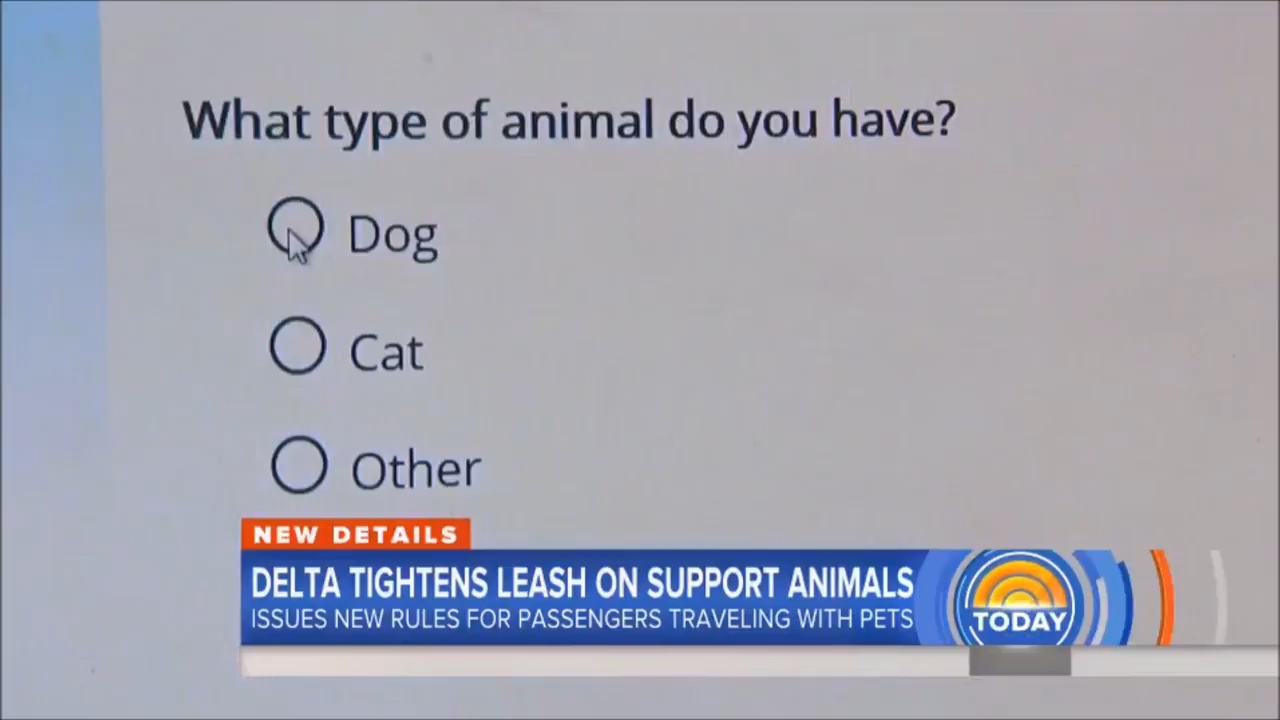 What type of animal do you have?
Dog
Cat
Other
NEW DETAILS
DELTA TIGHTENS LEASH ON SUPPORT ANIMALS
ISSUES NEW RULES FOR PASSENGERS TRAVELING WITH PETS
TODAY